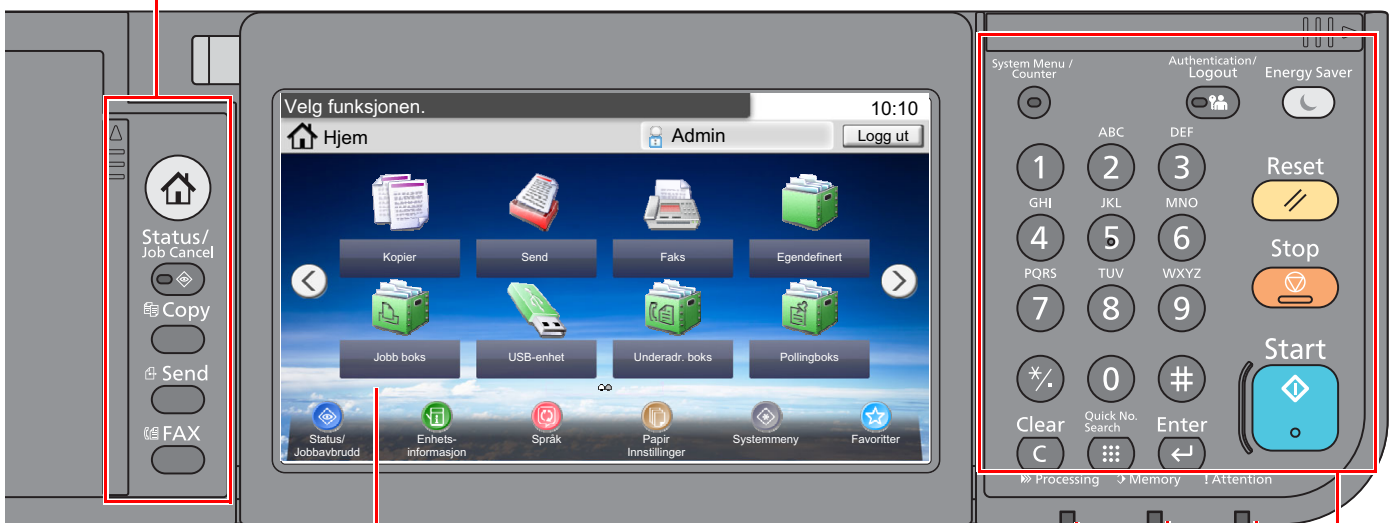 Status/
Job Cancel
Copy
Send
FAX
Velg funksjonen.
10:10
Hjem
Admin
Logg ut
Kopier
Send
Faks
Egendefinert
Jobb boks
USB-enhet
Underadr. boks
Pollingboks
Status/
Jobbavbrudd
Enhets-
informasjon
Språk
Papir
Innstillinger
Systemmeny
Favoritter
System Menu /
Counter
Authentication/
Logout
Energy Saver
ABC
DEF
1
2
3
Reset
GHI
JKL
MNO
4
5
6
Stop
PQRS
TUV
WXYZ
7
8
9
Start
*/.
0
#
Clear
Quick No.
Search
Enter
C
Processing
Memory
! Attention